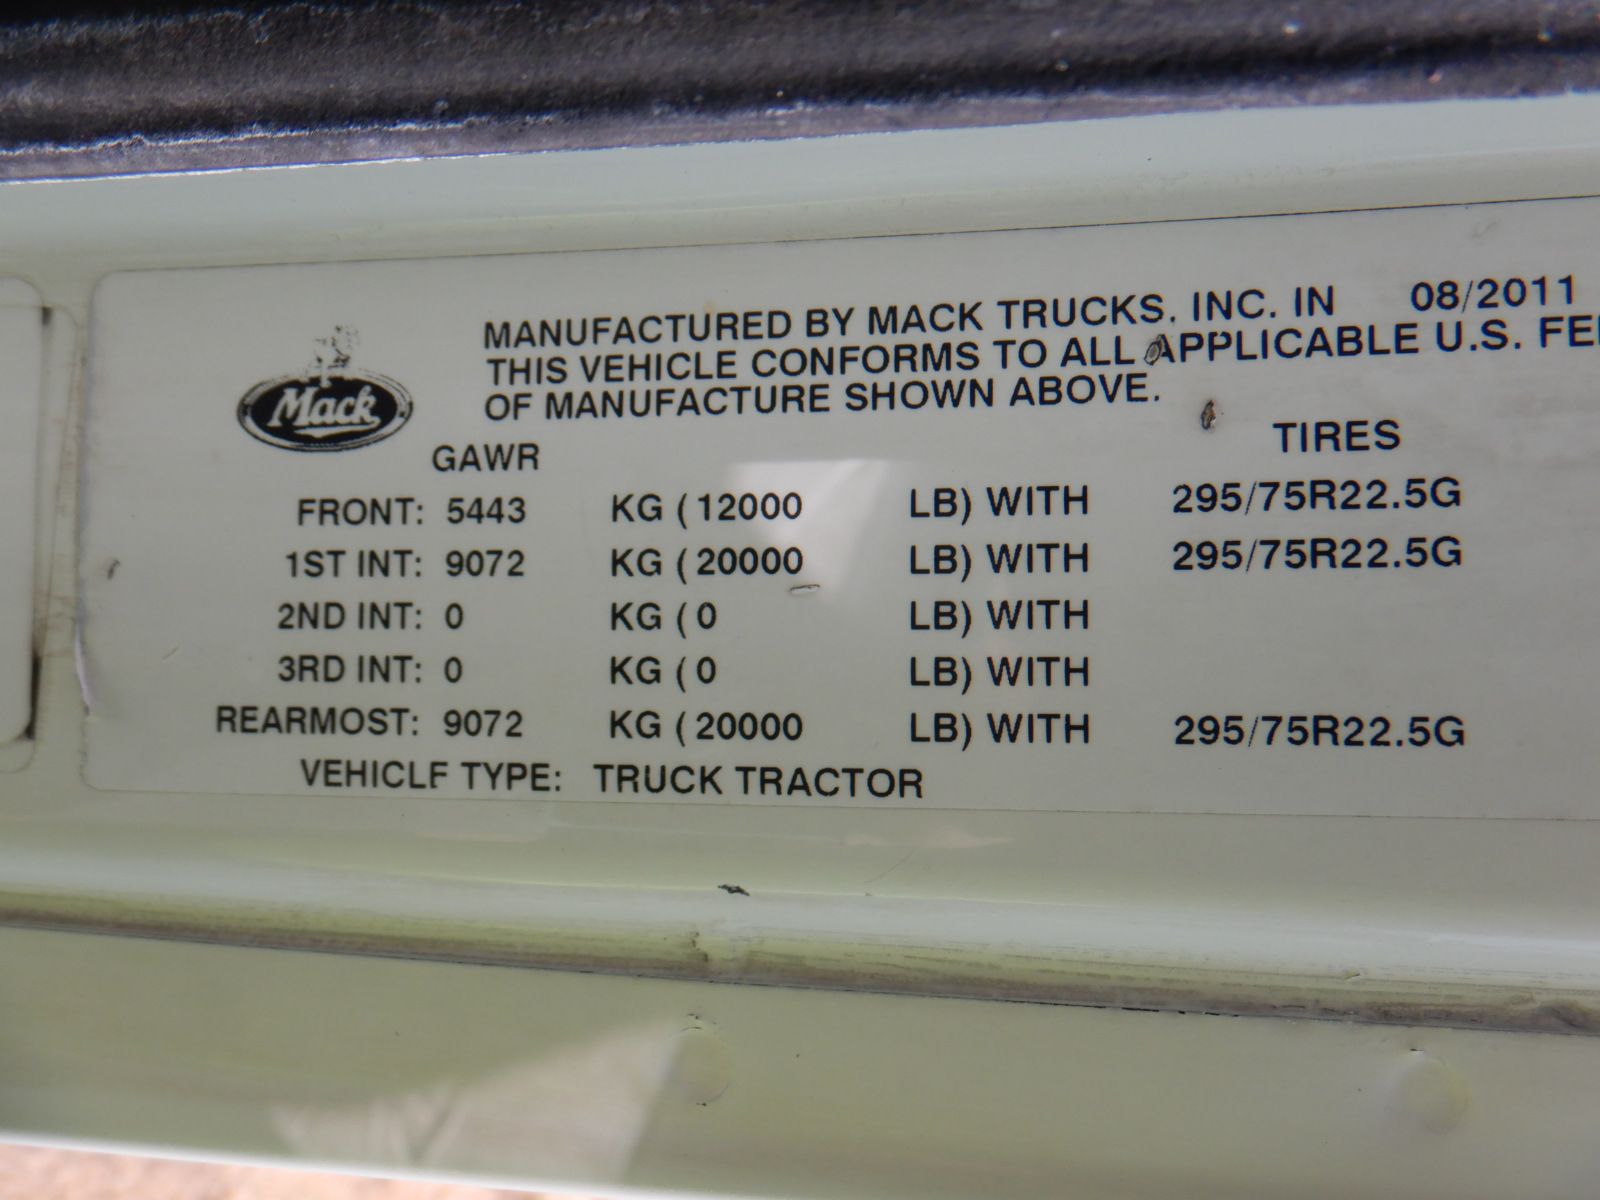 MANUFACTURED BY MACK TRUCKS, INC. IN 08/2011
THIS VEHICLE CONFORMS TO ALL APPLICABLE U.S.
OF MANUFACTURE SHOWN ABOVE.
Mack
GAWR TIRES
FRONT: 5443 KG (12000 LB) WITH 295/75R22.5G
1ST INT: 9072 KG (20000 LB) WITH 295/75R22.5G
2ND INT: 0 KG (0 LB) WITH
3RD INT: 0 KG (0 LB) WITH
REARMOST: 9072 KG (20000 LB) WITH 295/75R22.5G
VEHICLE TYPE: TRUCK TRACTOR